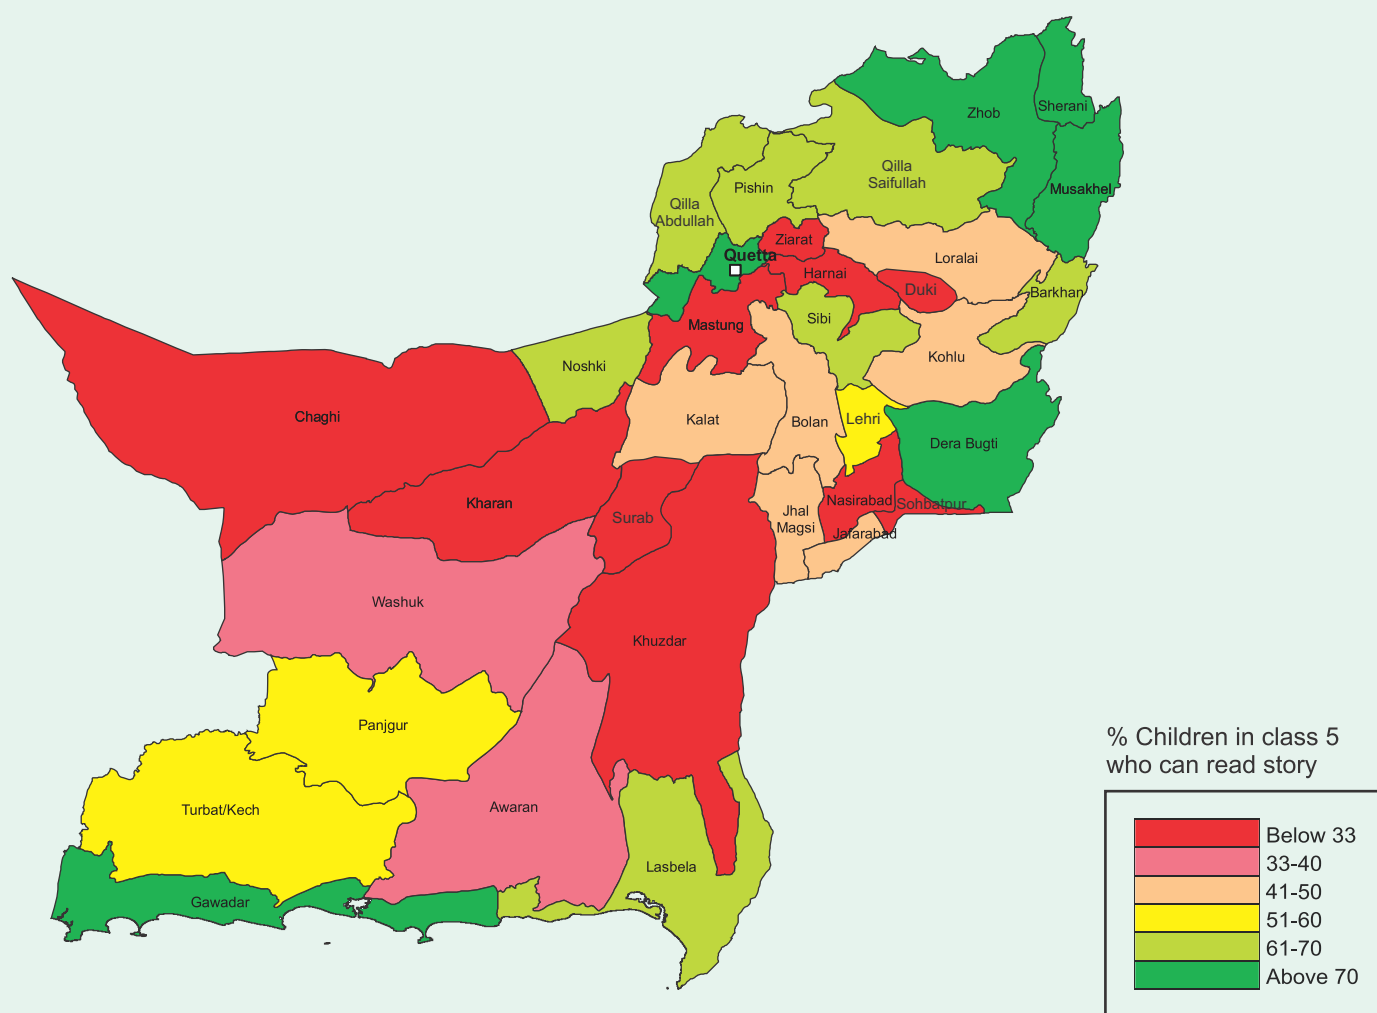 Zhob
Sherani
Qilla
Saifullah
Pishin
Musakhel
Qilla
Abdullah
Ziarat
Quetta
Loralai
Harnai
Duki
Barkhan
Sibi
Mastung
Kohlu
Noshki
Chaghi
Kalat
Bolan
Lehri
Dera Bugti
Kharan
Nasirabad
Sohbatpur
Surab
Jhal
Magsi
Jafarabad
Washuk
Khuzdar
Panjgur
Turbat/Kech
Awaran
Lasbela
Gawadar
% Children in class 5
who can read story
Below 33
33-40
41-50
51-60
61-70
Above 70